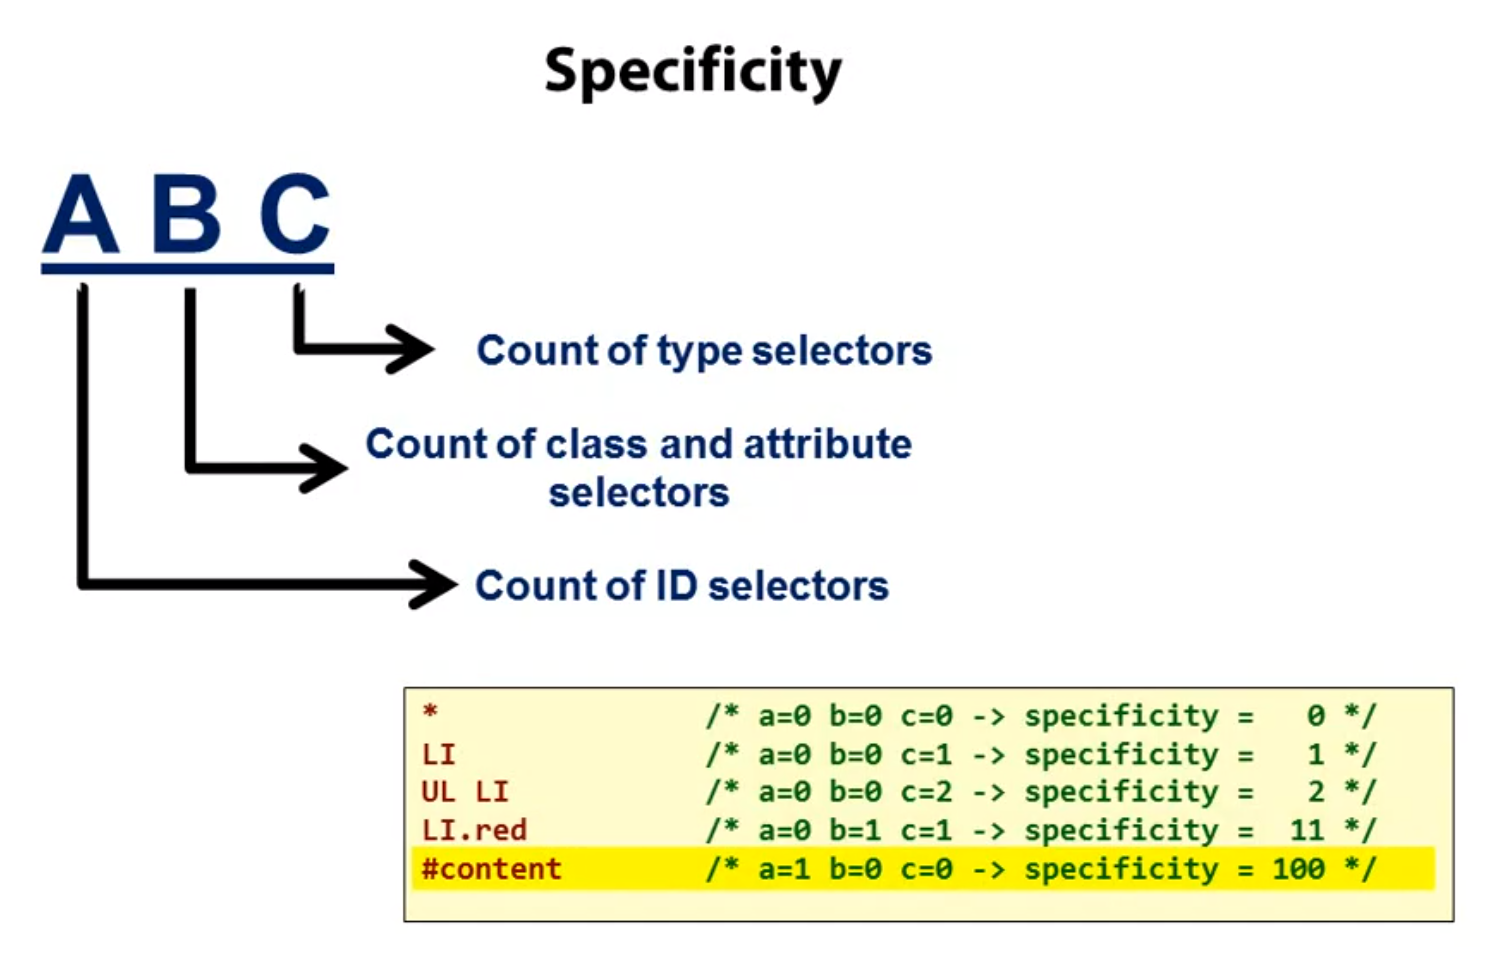 Specificity
A B C
Count of type selectors
Count of class and attribute
selectors
Count of ID selectors
* /* a=0 b=0 c=0 -> specificity = 0 */
LI /* a=0 b=0 c=1 -> specificity = 1 */
UL LI /* a=0 b=0 c=2 -> specificity = 2 */
LI.red /* a=0 b=1 c=1 -> specificity = 11 */
#content /* a=1 b=0 c=0 -> specificity = 100 */